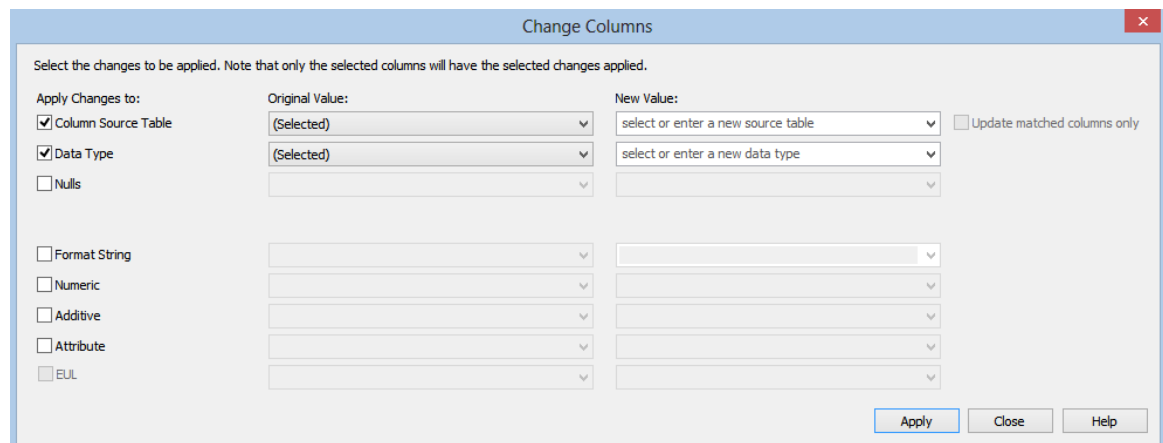 Change Columns
Select the changes to be applied. Note that only the selected columns will have the selected changes applied.
Apply Changes to: Original Value: New Value:
Column Source Table (Selected) select or enter a new source table Update matched columns only
Data Type (Selected) select or enter a new data type
Nulls
Format String
Numeric
Additive
Attribute
EUL
Apply Close Help